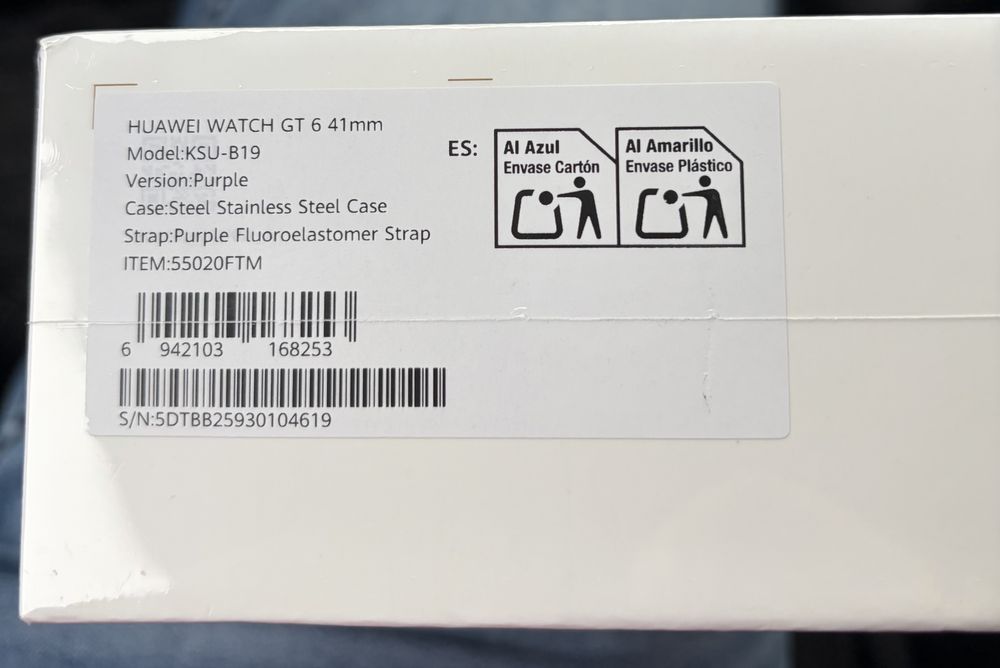 HUAWEI WATCH GT 6 41mm
Model:KSU-B19
Version:Purple
Case:Steel Stainless Steel Case
Strap:Purple Fluoroelastomer Strap
ITEM:55020FTM
6 942103 168253
S/N:5DTBB25930104619
ES:
Al Azul
Envase Cartón
Al Amarillo
Envase Plástico